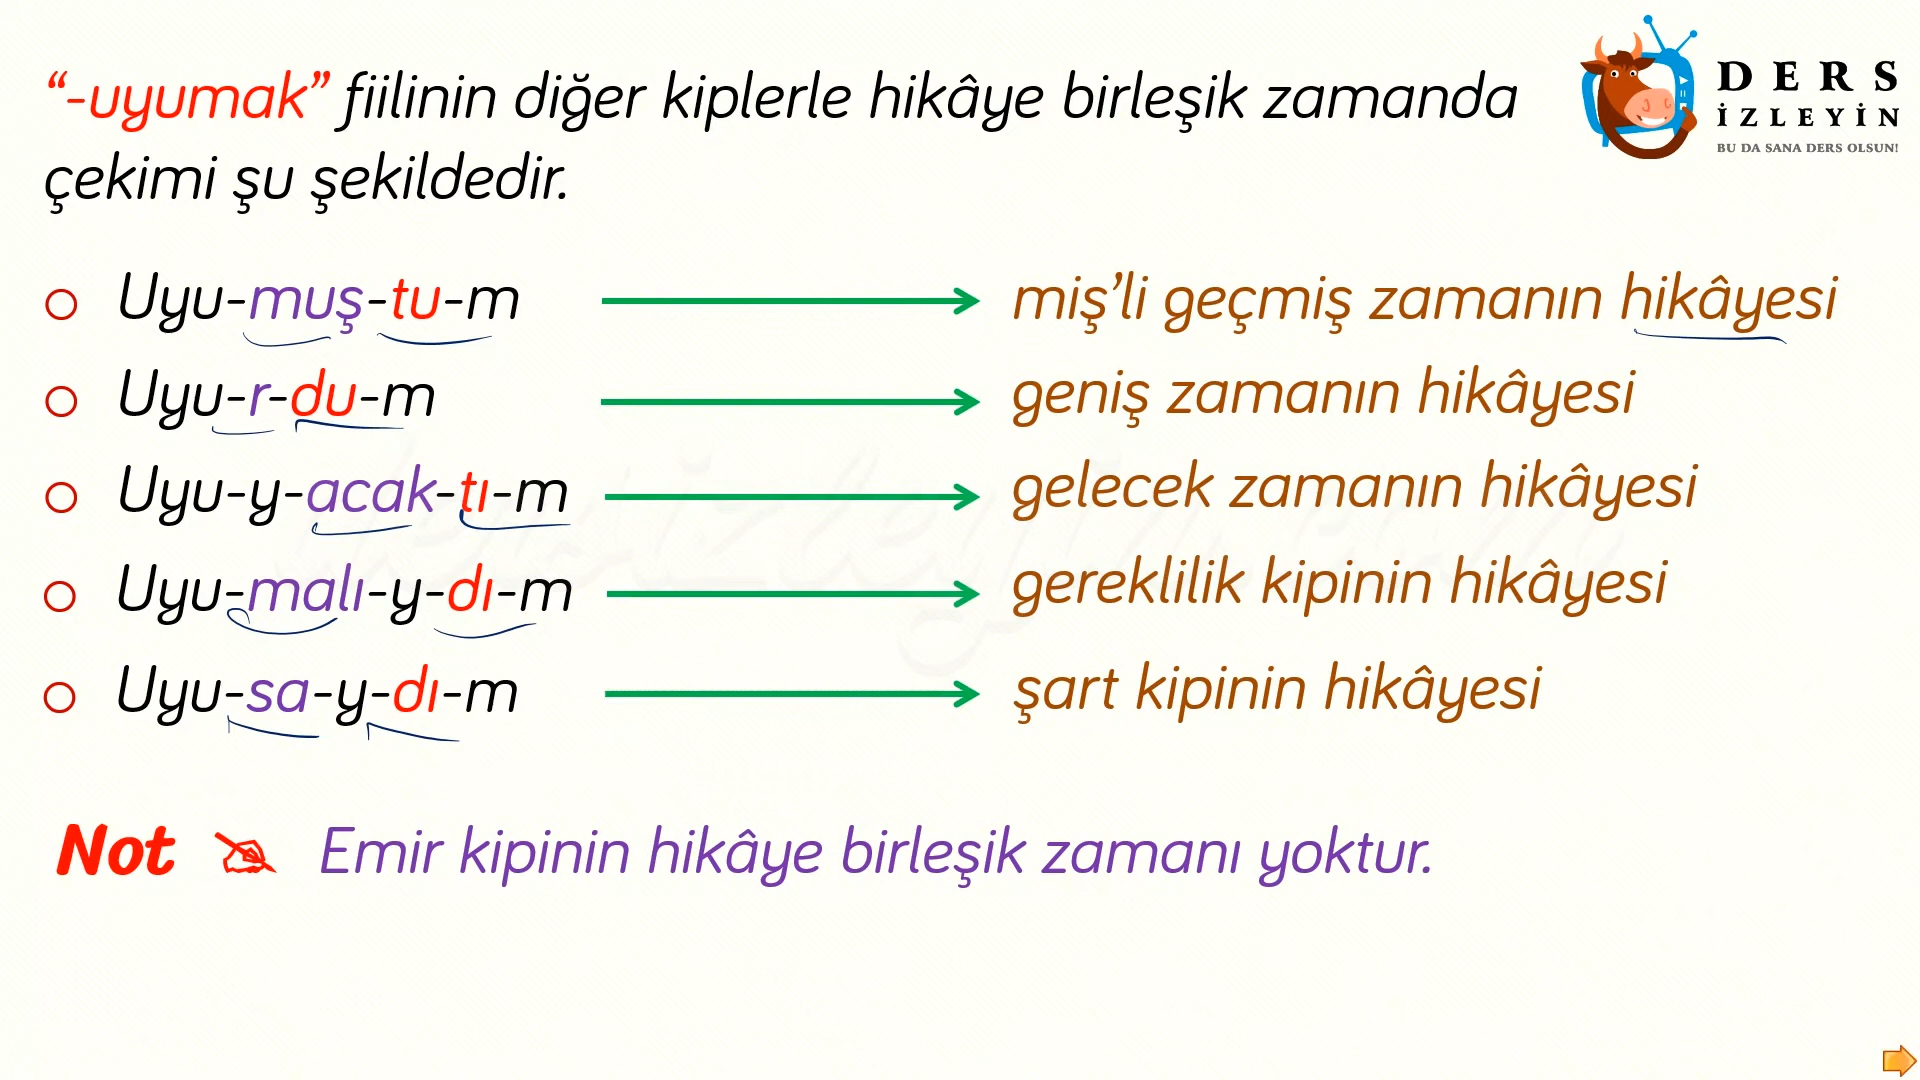 “-uyumak” fiilinin diğer kiplerle hikâye birleşik zamanda
çekimi şu şekildedir.
DERS
İZLEYİN
BU DA SANA DERS OLSUN!
Uyu-muş-tu-m miş’li geçmiş zamanın hikâyesi
Uyu-r-du-m geniş zamanın hikâyesi
Uyu-y-acak-tı-m gelecek zamanın hikâyesi
Uyu-malı-y-dı-m gereklilik kipinin hikâyesi
Uyu-sa-y-dı-m şart kipinin hikâyesi
Not Emir kipinin hikâye birleşik zamanı yoktur.